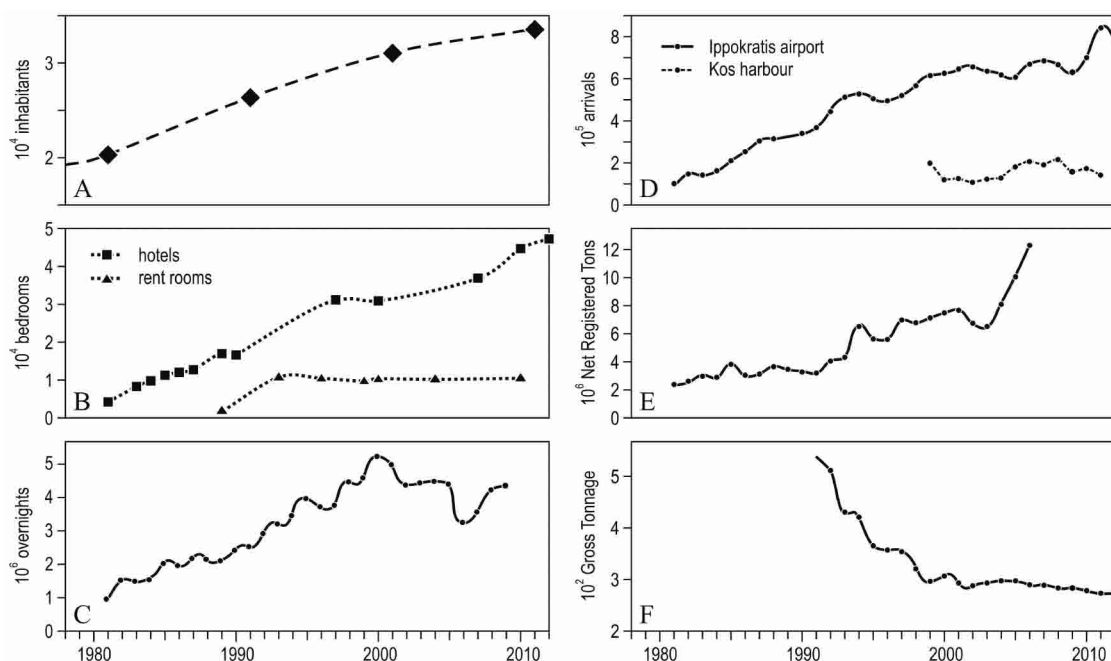 3
2
10⁴ inhabitants
A
5
4
3
2
1
0
10⁴ bedrooms
hotels
rent rooms
B
5
4
3
2
1
0
10⁶ overnights
C
1980 1990 2000 2010
8
6
4
2
0
10⁵ arrivals
Ippokratis airport
Kos harbour
D
12
10
8
6
4
2
0
10⁶ Net Registered Tons
E
5
4
3
2
10² Gross Tonnage
F
1980 1990 2000 2010